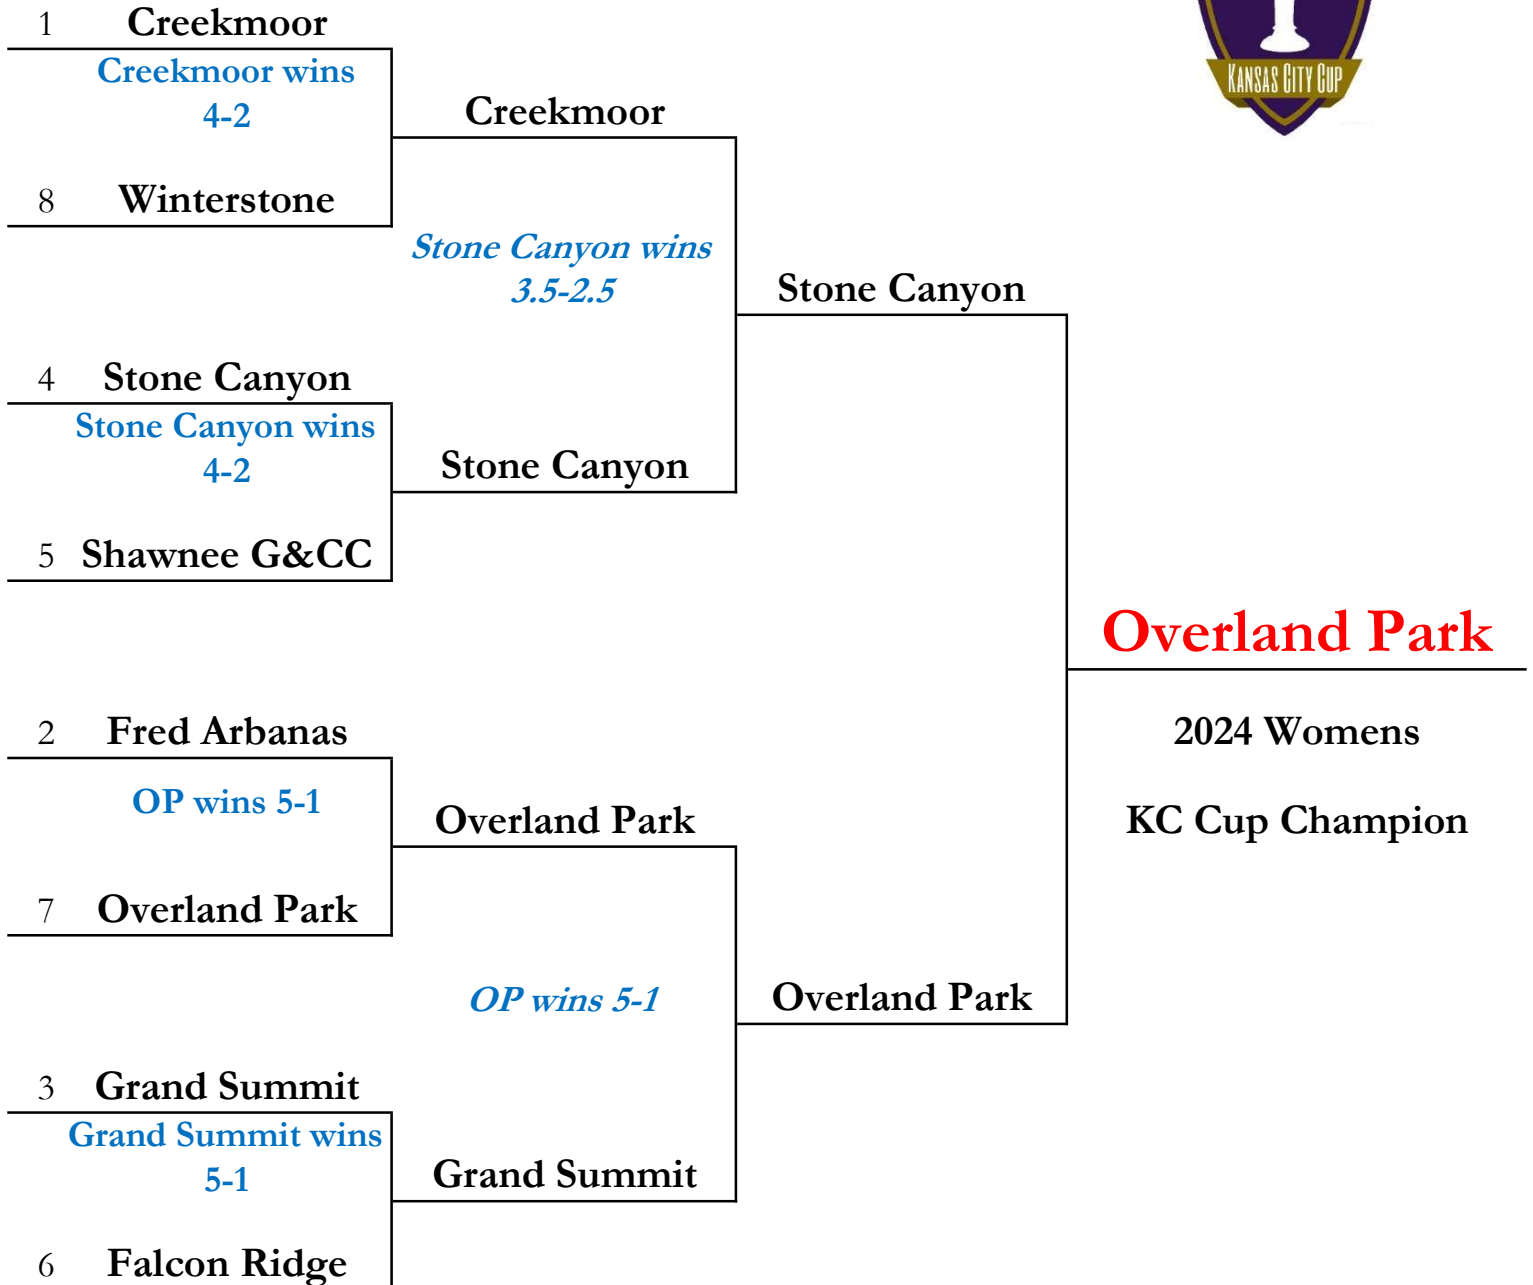 1 Creekmoor
Creekmoor wins
4-2
8 Winterstone
Creekmoor
Stone Canyon wins
3.5-2.5
4 Stone Canyon
Stone Canyon wins
4-2
5 Shawnee G&CC
Stone Canyon
Stone Canyon
2 Fred Arbanas
OP wins 5-1
7 Overland Park
Overland Park
OP wins 5-1
3 Grand Summit
Grand Summit wins
5-1
6 Falcon Ridge
Grand Summit
Overland Park
Overland Park
2024 Womens
KC Cup Champion
KANSAS CITY CUP